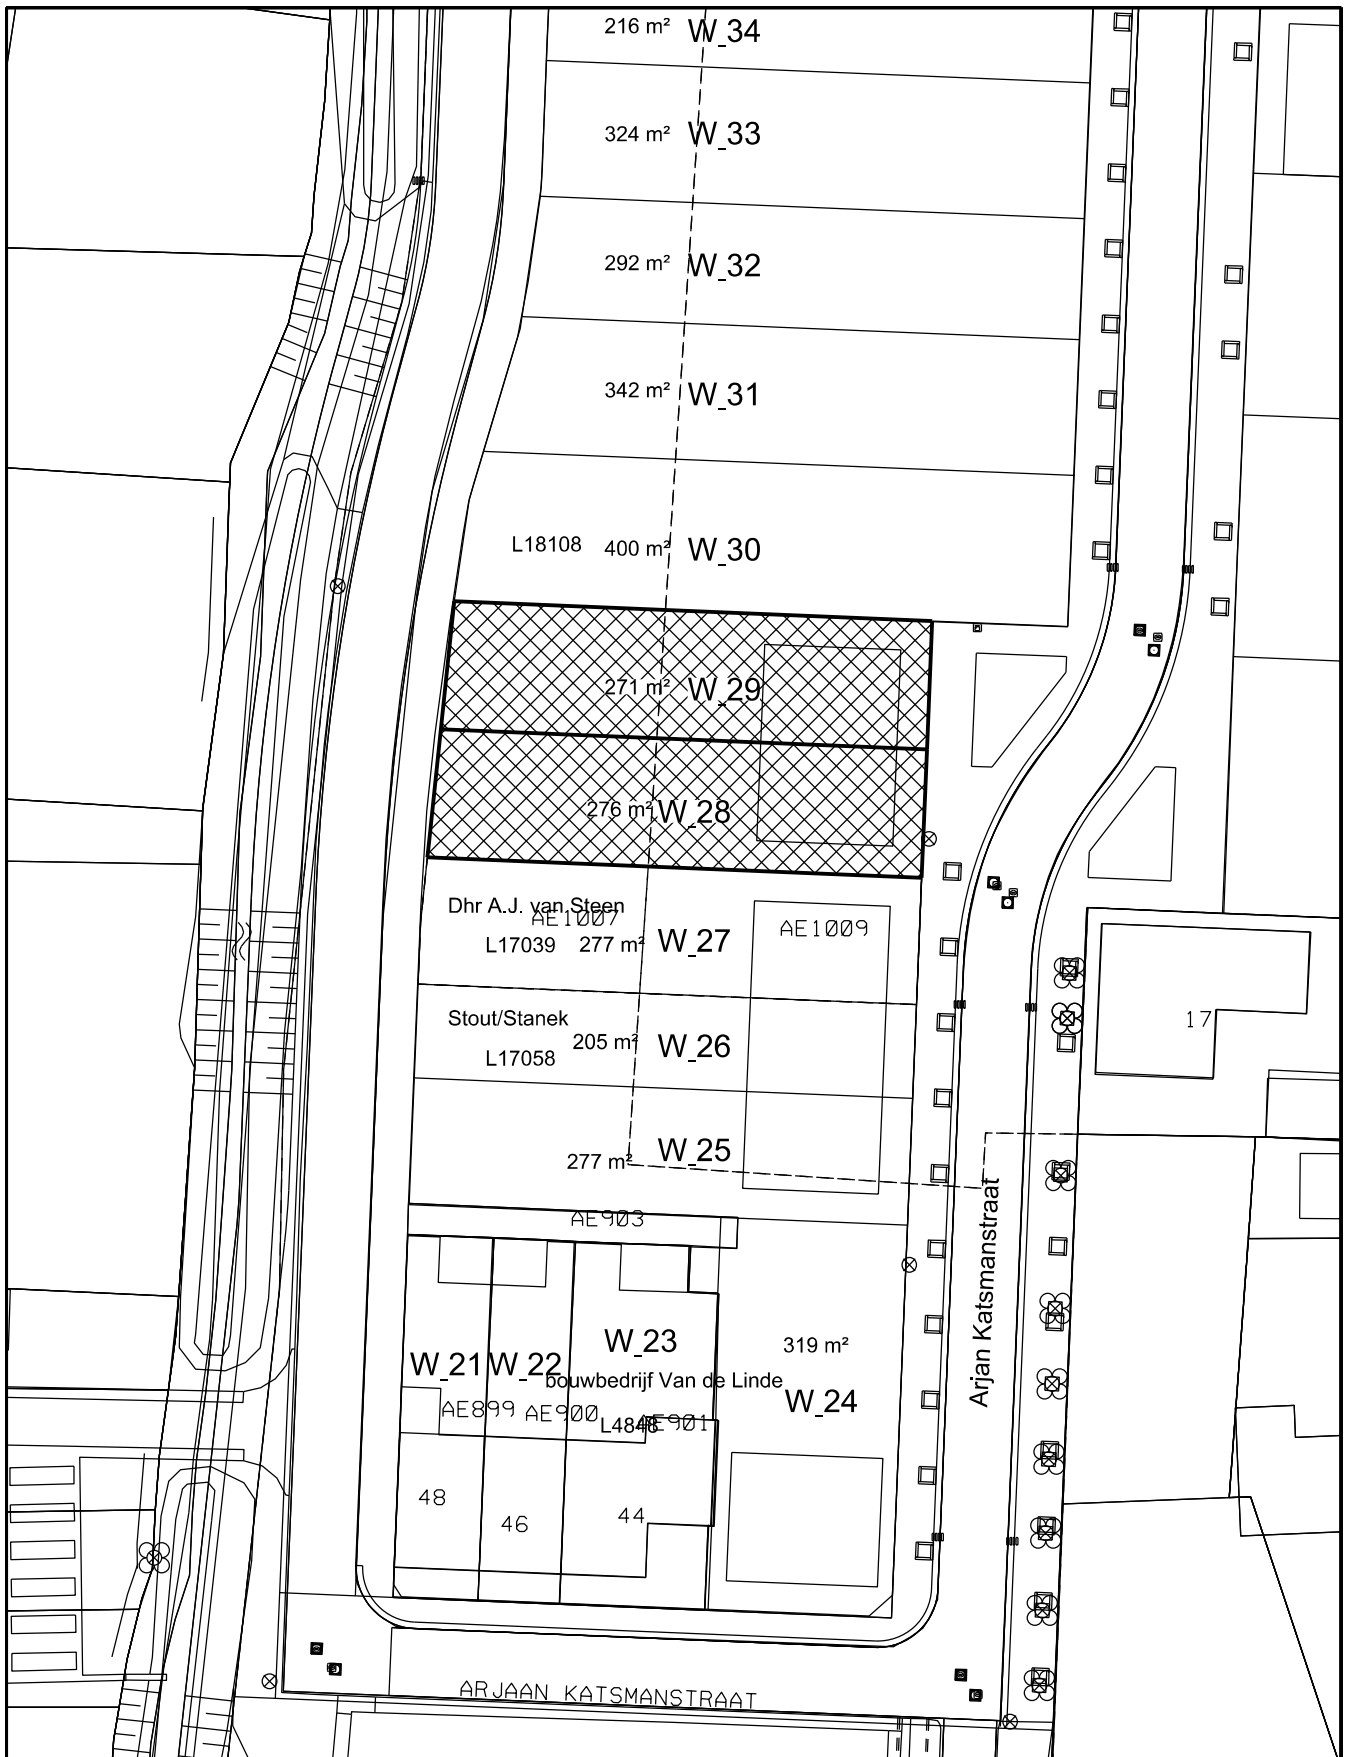 216 m² W_34
324 m² W_33
292 m² W_32
342 m² W_31
L18108 400 m² W_30
271 m² W_29
276 m² W_28
Dhr A.J. van Steen
AE1007
AE1009
L17039 277 m² W_27
Stout/Stanek
17
205 m² W_26
L17058
277 m² W_25
Arjan Katsmanstraat
AE903
W_23
319 m²
W_21 W_22
bouwbedrijf Van de Linde
W_24
AE899 AE900 L4848 AE901
48
46
44
ARJAAN KATSMANSTRAAT